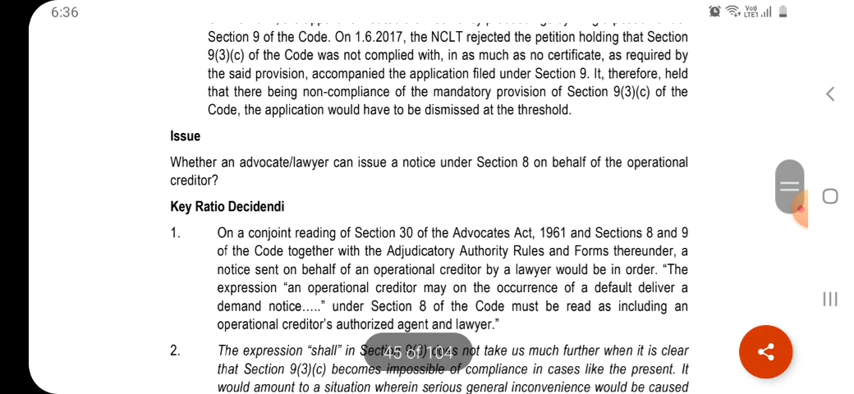 6:36
Vo)) LTE1
Section 9 of the Code. On 1.6.2017, the NCLT rejected the petition holding that Section
9(3)(c) of the Code was not complied with, in as much as no certificate, as required by
the said provision, accompanied the application filed under Section 9. It, therefore, held
that there being non-compliance of the mandatory provision of Section 9(3)(c) of the
Code, the application would have to be dismissed at the threshold.
Issue
Whether an advocate/lawyer can issue a notice under Section 8 on behalf of the operational
creditor?
Key Ratio Decidendi
1. On a conjoint reading of Section 30 of the Advocates Act, 1961 and Sections 8 and 9
of the Code together with the Adjudicatory Authority Rules and Forms thereunder, a
notice sent on behalf of an operational creditor by a lawyer would be in order. “The
expression “an operational creditor may on the occurrence of a default deliver a
demand notice…..” under Section 8 of the Code must be read as including an
operational creditor’s authorized agent and lawyer.”
2. The expression “shall” in Section does not take us much further when it is clear
45 of 104
that Section 9(3)(c) becomes impossible of compliance in cases like the present. It
would amount to a situation wherein serious general inconvenience would be caused